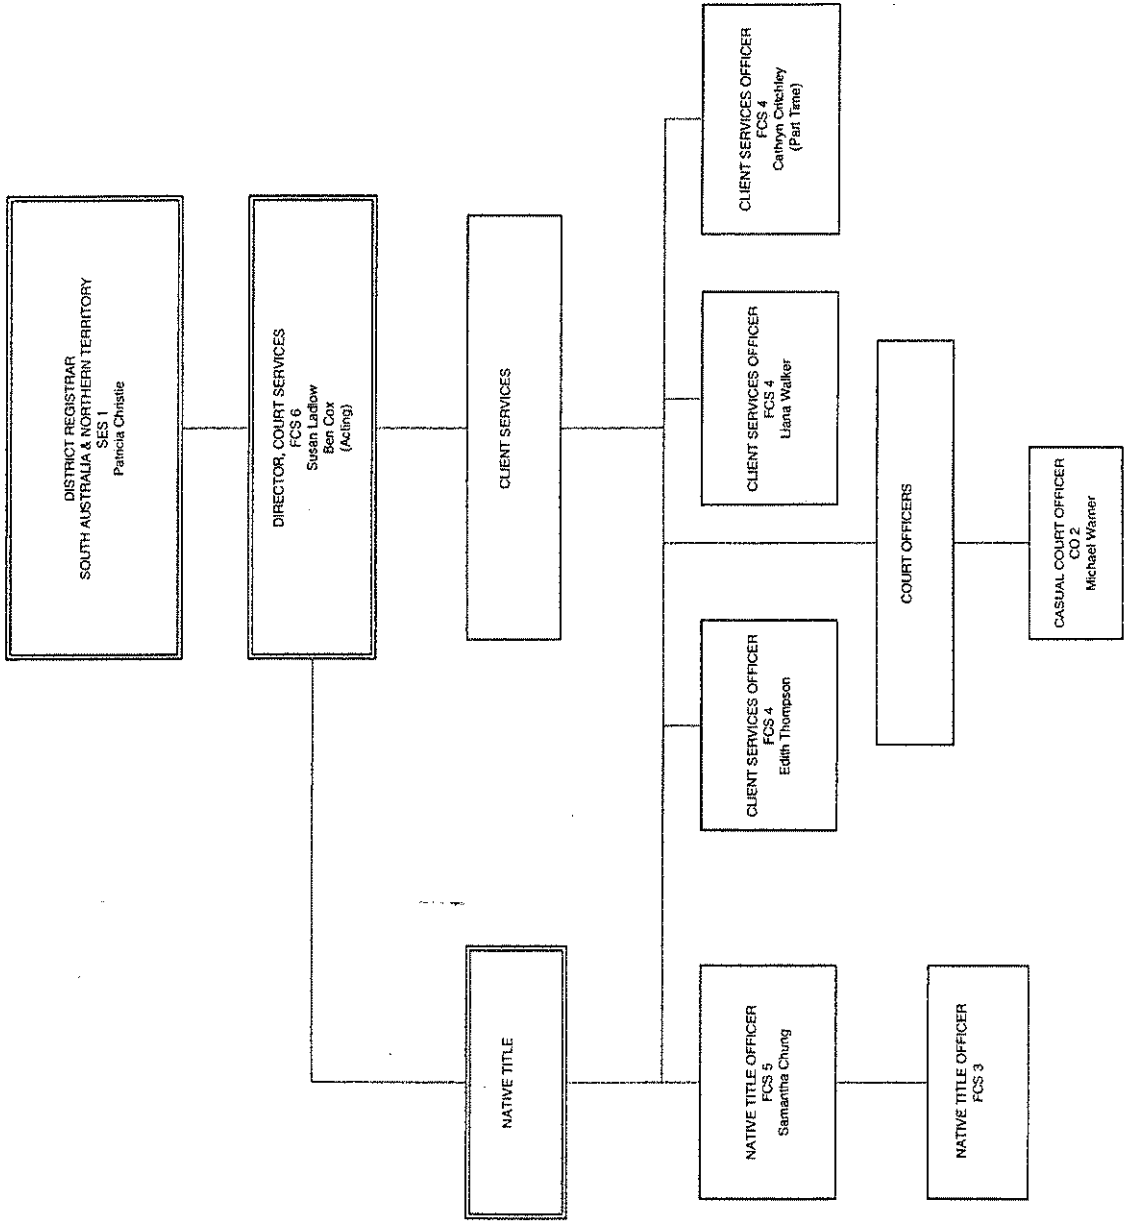 DISTRICT REGISTRAR
SOUTH AUSTRALIA & NORTHERN TERRITORY
SES 1
Patricia Christie
DIRECTOR, COURT SERVICES
FCS 6
Susan Ladlow
Ben Cox
(Acting)
NATIVE TITLE
CLIENT SERVICES
NATIVE TITLE OFFICER
FCS 5
Samantha Chung
CLIENT SERVICES OFFICER
FCS 4
Edith Thompson
CLIENT SERVICES OFFICER
FCS 4
Liana Walker
CLIENT SERVICES OFFICER
FCS 4
Cathryn Critchley
(Part Time)
NATIVE TITLE OFFICER
FCS 3
COURT OFFICERS
CASUAL COURT OFFICER
CO 2
Michael Warner